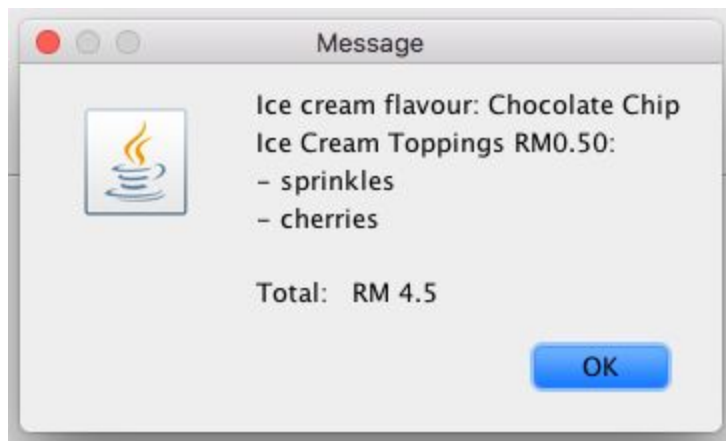 Message
Ice cream flavour: Chocolate Chip
Ice Cream Toppings RM0.50:
– sprinkles
– cherries
Total:   RM 4.5
OK